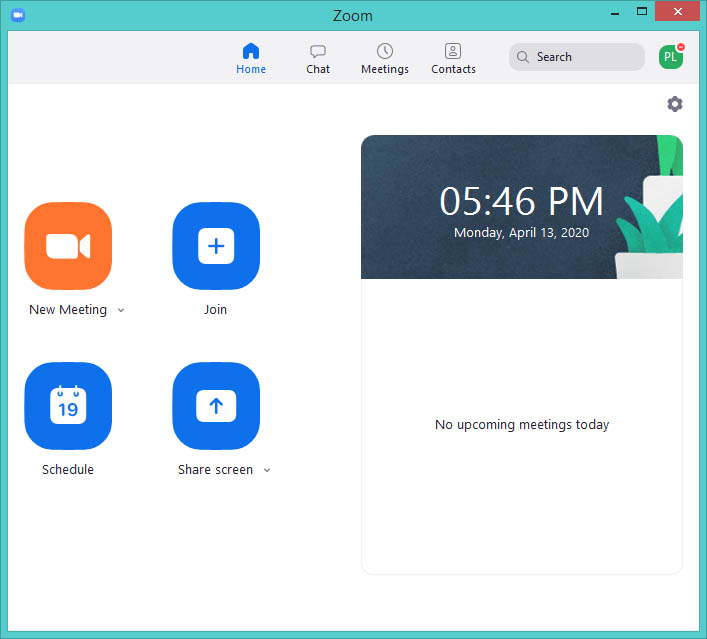 Zoom
Home
Chat
Meetings
Contacts
Search
PL
05:46 PM
Monday, April 13, 2020
New Meeting
Join
19
Schedule
Share screen
No upcoming meetings today